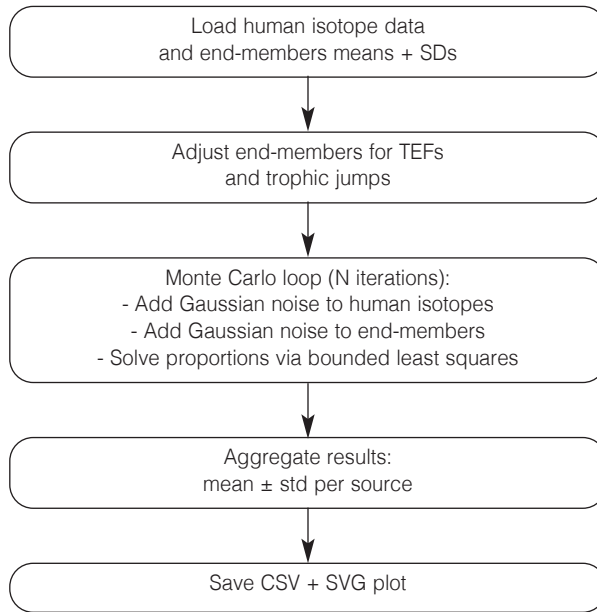 Load human isotope data
and end-members means + SDs
Adjust end-members for TEFs
and trophic jumps
Monte Carlo loop (N iterations):
- Add Gaussian noise to human isotopes
- Add Gaussian noise to end-members
- Solve proportions via bounded least squares
Aggregate results:
mean ± std per source
Save CSV + SVG plot